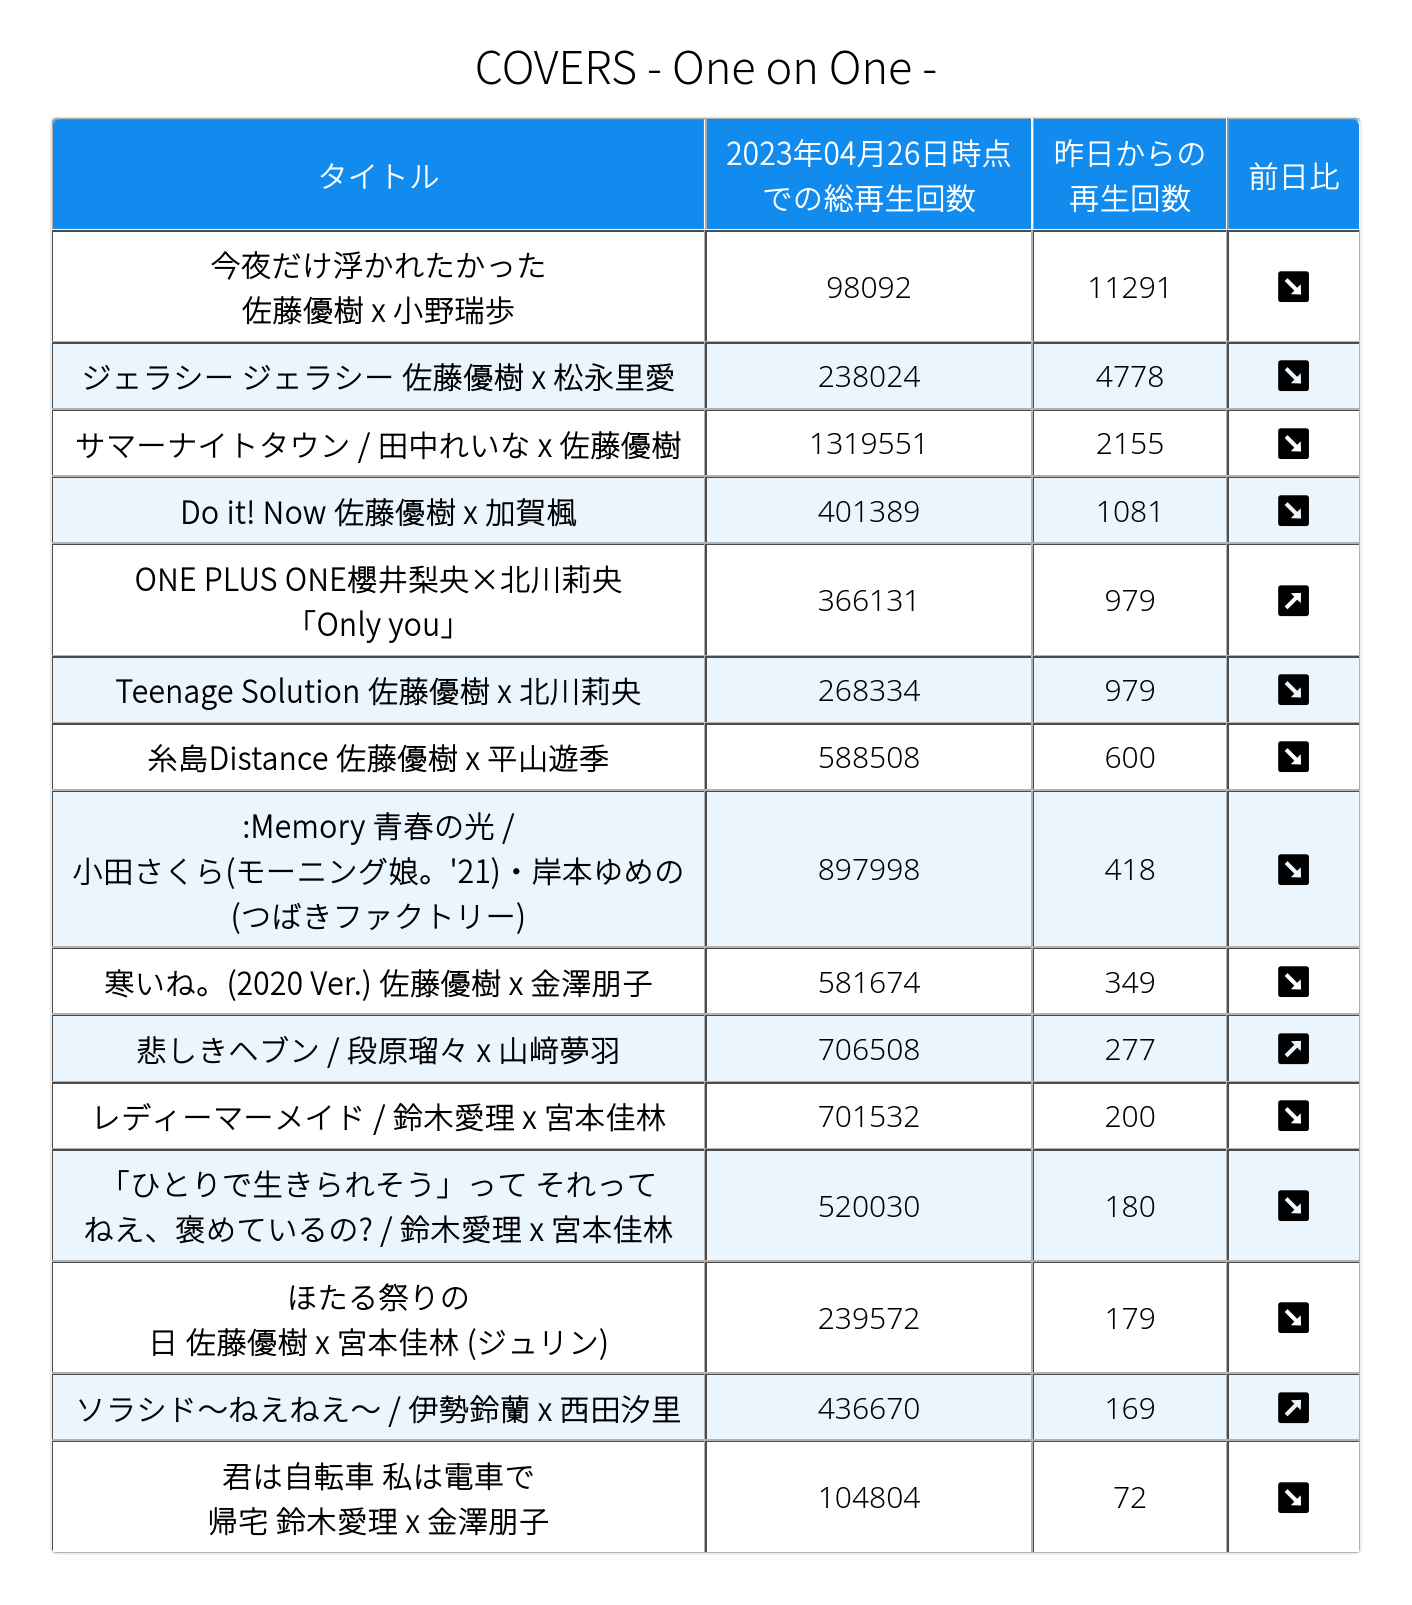 COVERS - One on One -
タイトル
2023年04月26日時点
での総再生回数
昨日からの
再生回数
前日比
今夜だけ浮かれたかった
佐藤優樹 x 小野瑞歩
98092
11291
ジェラシー ジェラシー 佐藤優樹 x 松永里愛
238024
4778
サマーナイトタウン / 田中れいな x 佐藤優樹
1319551
2155
Do it! Now 佐藤優樹 x 加賀楓
401389
1081
ONE PLUS ONE櫻井梨央×北川莉央
「Only you」
366131
979
Teenage Solution 佐藤優樹 x 北川莉央
268334
979
糸島Distance 佐藤優樹 x 平山遊季
588508
600
:Memory 青春の光 /
小田さくら(モーニング娘。'21)・岸本ゆめの
(つばきファクトリー)
897998
418
寒いね。(2020 Ver.) 佐藤優樹 x 金澤朋子
581674
349
悲しきヘブン / 段原瑠々 x 山﨑夢羽
706508
277
レディーマーメイド / 鈴木愛理 x 宮本佳林
701532
200
「ひとりで生きられそう」って それって
ねえ、褒めているの? / 鈴木愛理 x 宮本佳林
520030
180
ほたる祭りの
日 佐藤優樹 x 宮本佳林 (ジュリン)
239572
179
ソラシド〜ねえねえ〜 / 伊勢鈴蘭 x 西田汐里
436670
169
君は自転車 私は電車で
帰宅 鈴木愛理 x 金澤朋子
104804
72